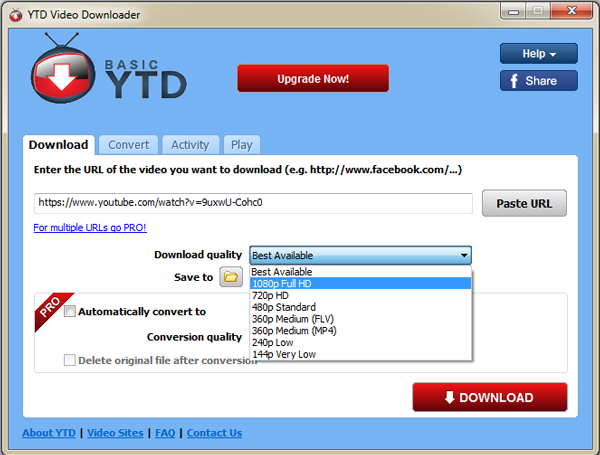 YTD Video Downloader
BASIC
YTD
Upgrade Now!
Help
f Share
Download Convert Activity Play
Enter the URL of the video you want to download (e.g. http://www.facebook.com/...)
https://www.youtube.com/watch?v=9uxwU-Cohc0
Paste URL
For multiple URLs go PRO!
Download quality Best Available
Save to
Best Available
1080p Full HD
720p HD
480p Standard
360p Medium (FLV)
360p Medium (MP4)
240p Low
144p Very Low
PRO
Automatically convert to
Conversion quality
Delete original file after conversion
DOWNLOAD
About YTD | Video Sites | FAQ | Contact Us